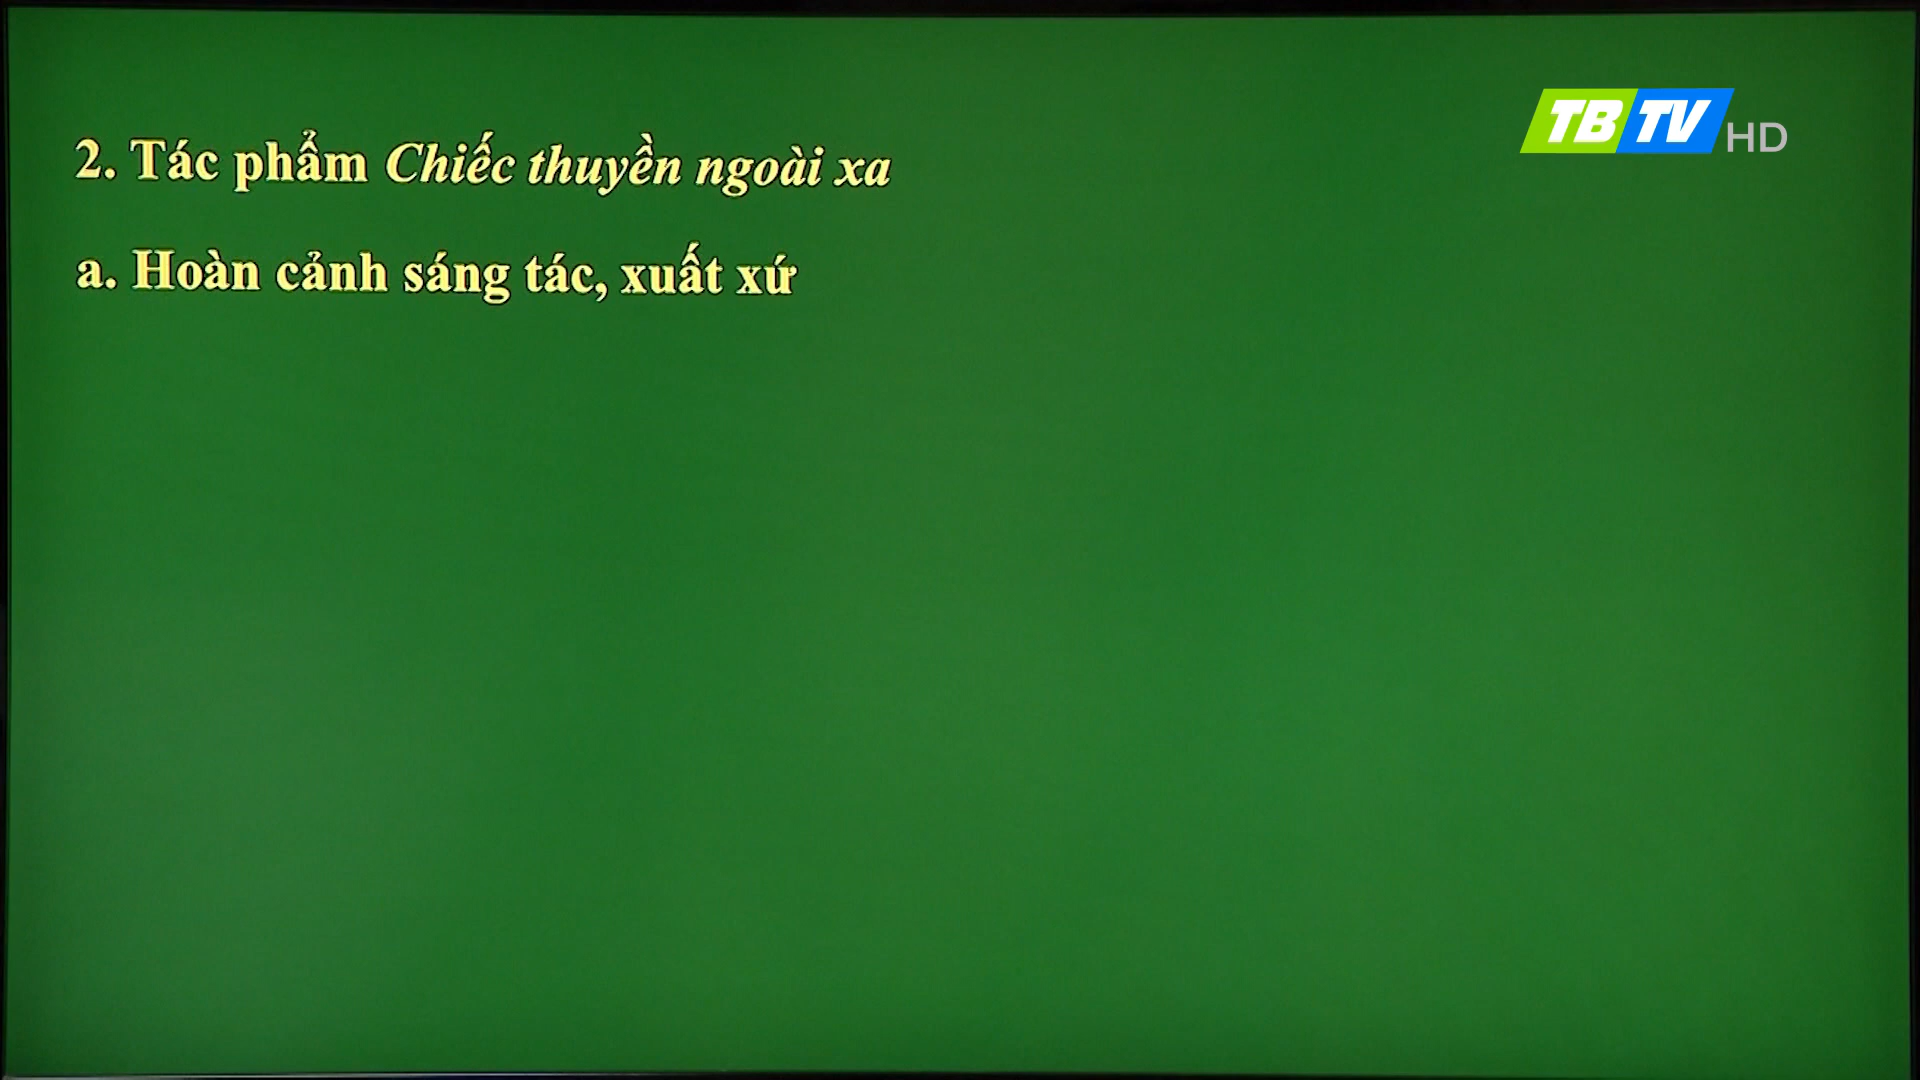 TBTV HD
2. Tác phẩm Chiếc thuyền ngoài xa
a. Hoàn cảnh sáng tác, xuất xứ